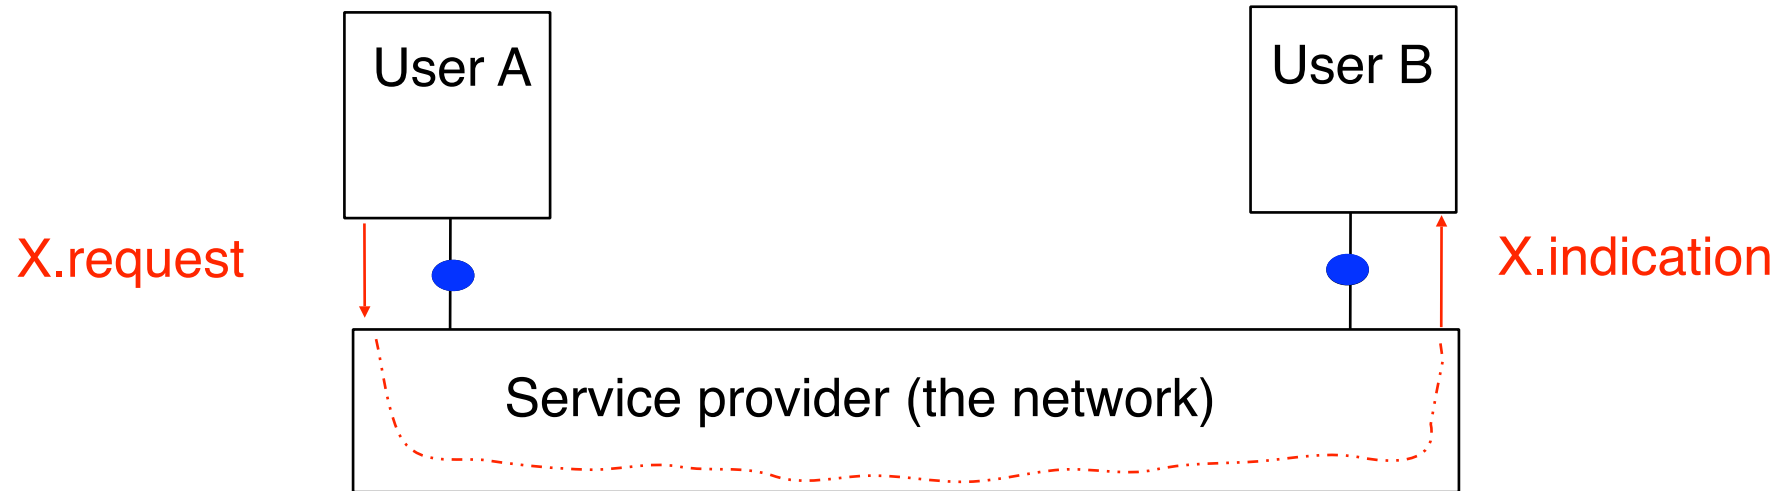 User A
User B
X.request
X.indication
Service provider (the network)